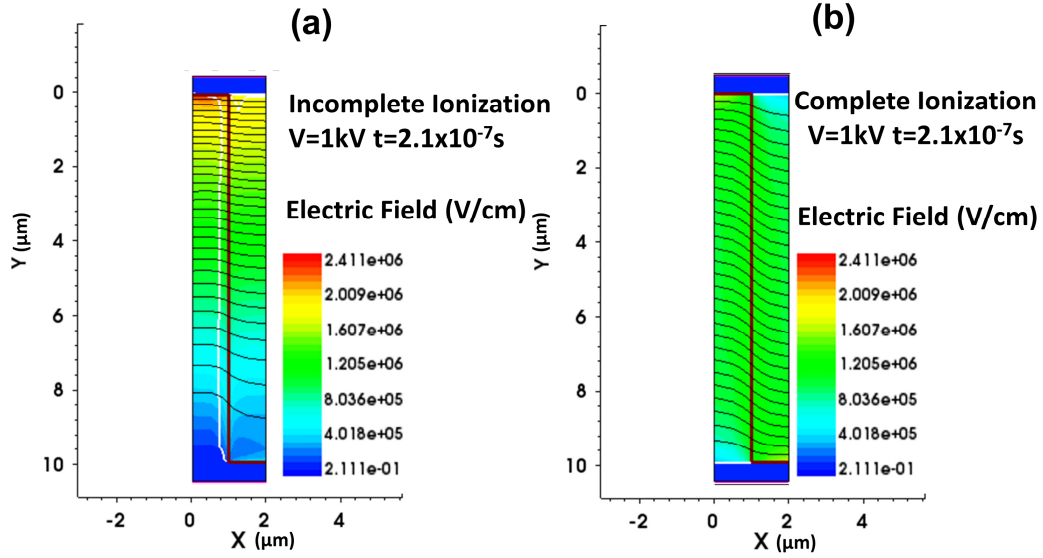 (a)
Incomplete Ionization
V=1kV t=2.1x10⁻⁷s
Electric Field (V/cm)
2.411e+06
2.009e+06
1.607e+06
1.205e+06
8.036e+05
4.018e+05
2.111e-01
0
2
4
6
8
10
Y (μm)
-2
0
2
4
X (μm)
(b)
Complete Ionization
V=1kV t=2.1x10⁻⁷s
Electric Field (V/cm)
2.411e+06
2.009e+06
1.607e+06
1.205e+06
8.036e+05
4.018e+05
2.111e-01
0
2
4
6
8
10
Y (μm)
-2
0
2
4
X (μm)